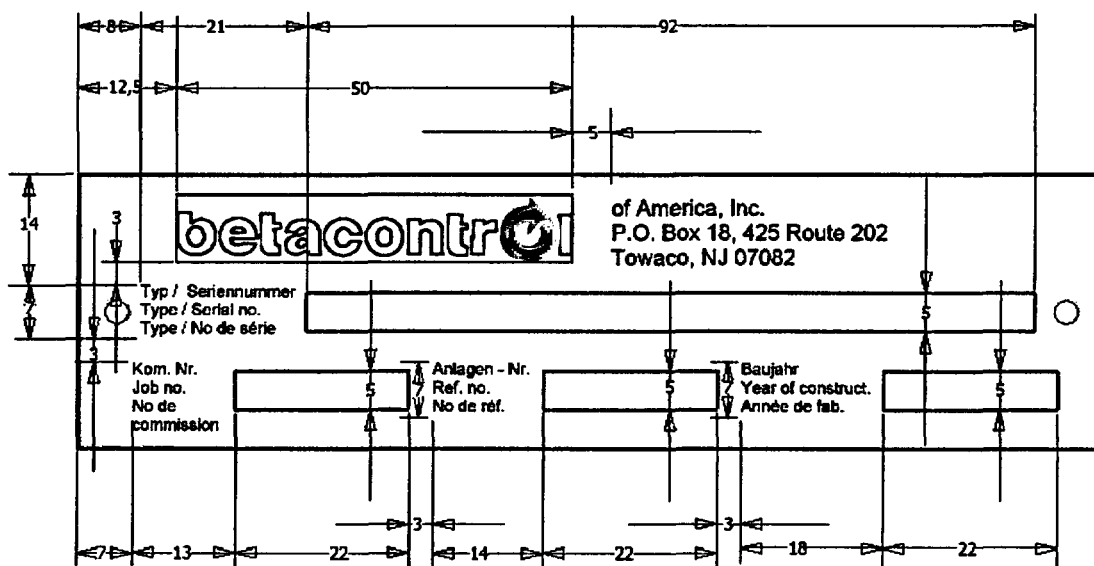 8 21 92
12,5 50
5
14 3
betacontrol
of America, Inc.
P.O. Box 18, 425 Route 202
Towaco, NJ 07082
7
Typ / Seriennummer
Type / Serial no.
Type / No de série
5
3
Kom. Nr.
Job no.
No de
commission
5
7
Anlagen - Nr.
Ref. no.
No de réf.
5
7
Baujahr
Year of construct.
Année de fab.
5
3 3
7 13 22 14 22 18 22